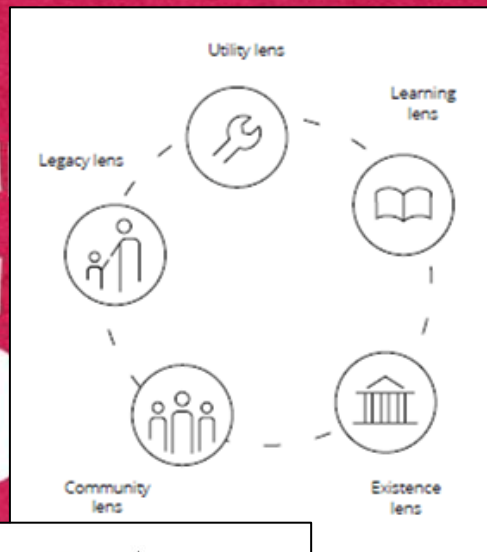 Utility lens
Learning
lens
Legacy lens
Community
lens
Existence
lens